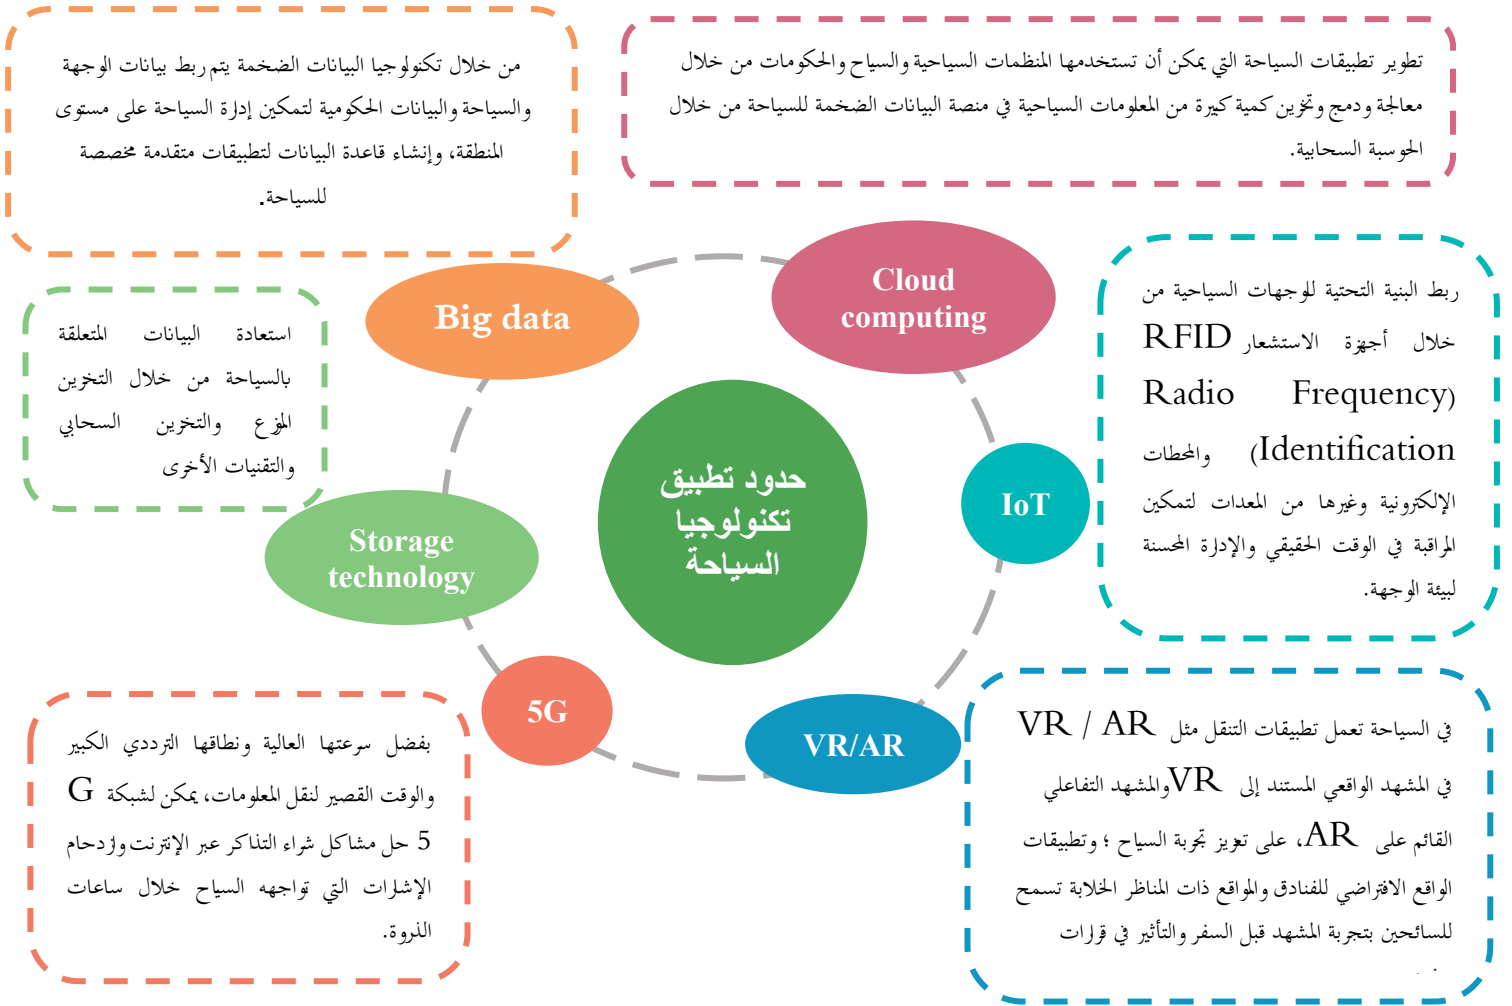 من خلال تكنولوجيا البيانات الضخمة يتم ربط بيانات الوجهة
والسياحة والبيانات الحكومية لتمكين إدارة السياحة على مستوى
المنطقة، وإنشاء قاعدة البيانات لتطبيقات متقدمة مخصصة
للسياحة.
تطوير تطبيقات السياحة التي يمكن أن تستخدمها المنظمات السياحية والسياح والحكومات من خلال
معالجة ودمج وتخزين كمية كبيرة من المعلومات السياحية في منصة البيانات الضخمة للسياحة من خلال
الحوسبة السحابية.
Big data
Cloud
computing
استعادة البيانات المتعلقة
بالسياحة من خلال التخزين
الموزع والتخزين السحابي
والتقنيات الأخرى
ربط البنية التحتية للوجهات السياحية من
خلال أجهزة الاستشعار RFID
(Radio Frequency
Identification) والمحطات
الإلكترونية وغيرها من المعدات لتمكين
المراقبة في الوقت الحقيقي والإدارة المحسنة
لبيئة الوجهة.
حدود تطبيق
تكنولوجيا
السياحة
IoT
Storage
technology
5G
VR/AR
بفضل سرعتها العالية ونطاقها الترددي الكبير
والوقت القصير لنقل المعلومات، يمكن لشبكة G
5 حل مشاكل شراء التذاكر عبر الإنترنت وازدحام
الإشارات التي تواجهه السياح خلال ساعات
الذروة.
في السياحة تعمل تطبيقات التنقل مثل VR / AR
في المشهد الواقعي المستند إلى VR والمشهد التفاعلي
القائم على AR، على تعزيز تجربة السياح ؛ وتطبيقات
الواقع الافتراضي للفنادق والمواقع ذات المناظر الخلابة تسمح
للسائحين بتجربة المشهد قبل السفر والتأثير في قرارات